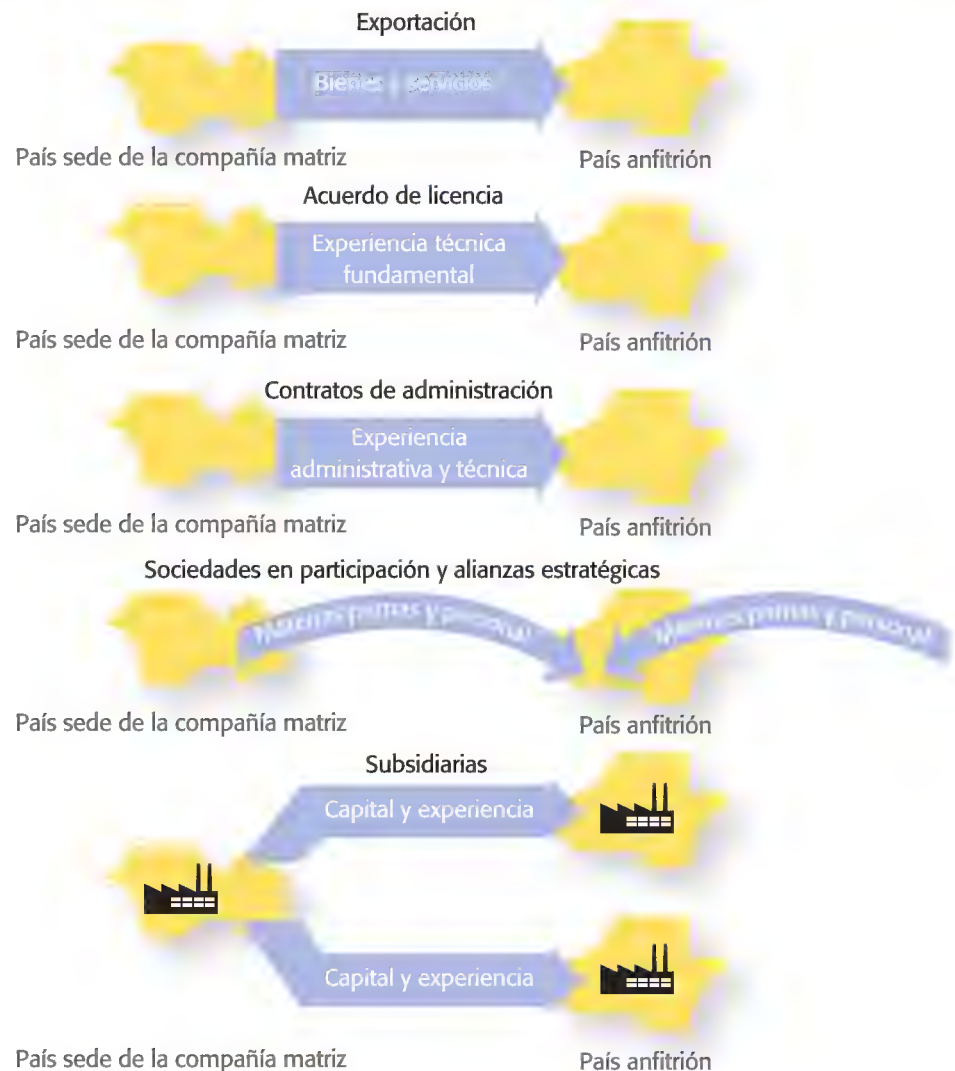 Exportación
Bienes y servicios
País sede de la compañía matriz
País anfitrión
Acuerdo de licencia
Experiencia técnica
fundamental
País sede de la compañía matriz
País anfitrión
Contratos de administración
Experiencia
administrativa y técnica
País sede de la compañía matriz
País anfitrión
Sociedades en participación y alianzas estratégicas
Materias primas y personal
Materias primas y personal
País sede de la compañía matriz
País anfitrión
Subsidiarias
Capital y experiencia
Capital y experiencia
País sede de la compañía matriz
País anfitrión